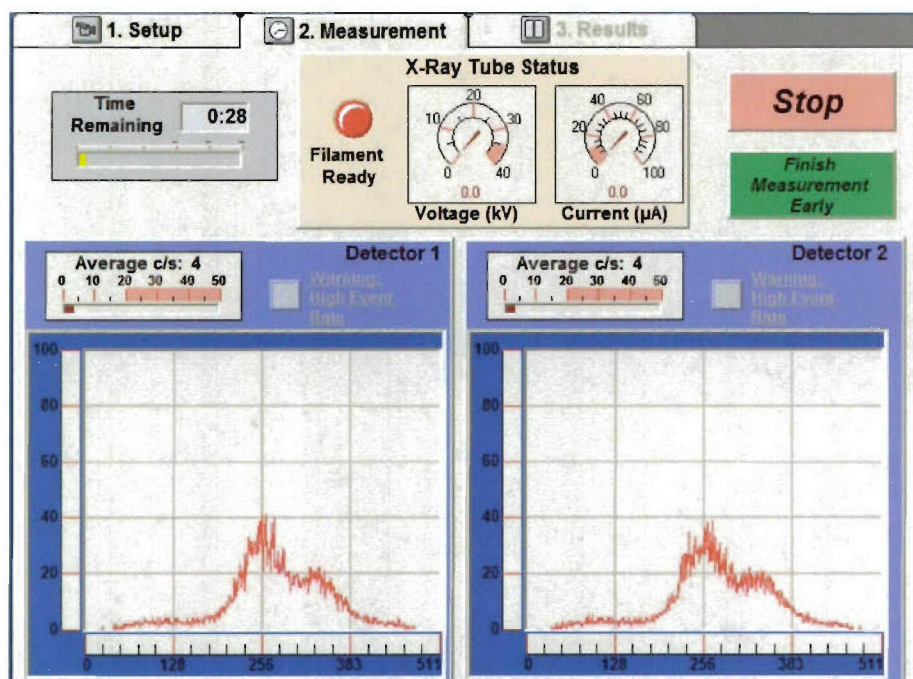 1. Setup
2. Measurement
3. Results
Time
Remaining
0:28
X-Ray Tube Status
Filament
Ready
0
10
20
30
40
0.0
Voltage (kV)
0
20
40
60
80
100
0.0
Current (µA)
Stop
Finish
Measurement
Early
Detector 1
Average c/s: 4
0 10 20 30 40 50
Warning:
High Event
Rate
100
80
60
40
20
0
0 128 256 383 511
Detector 2
Average c/s: 4
0 10 20 30 40 50
Warning:
High Event
Rate
100
80
60
40
20
0
0 128 256 383 511